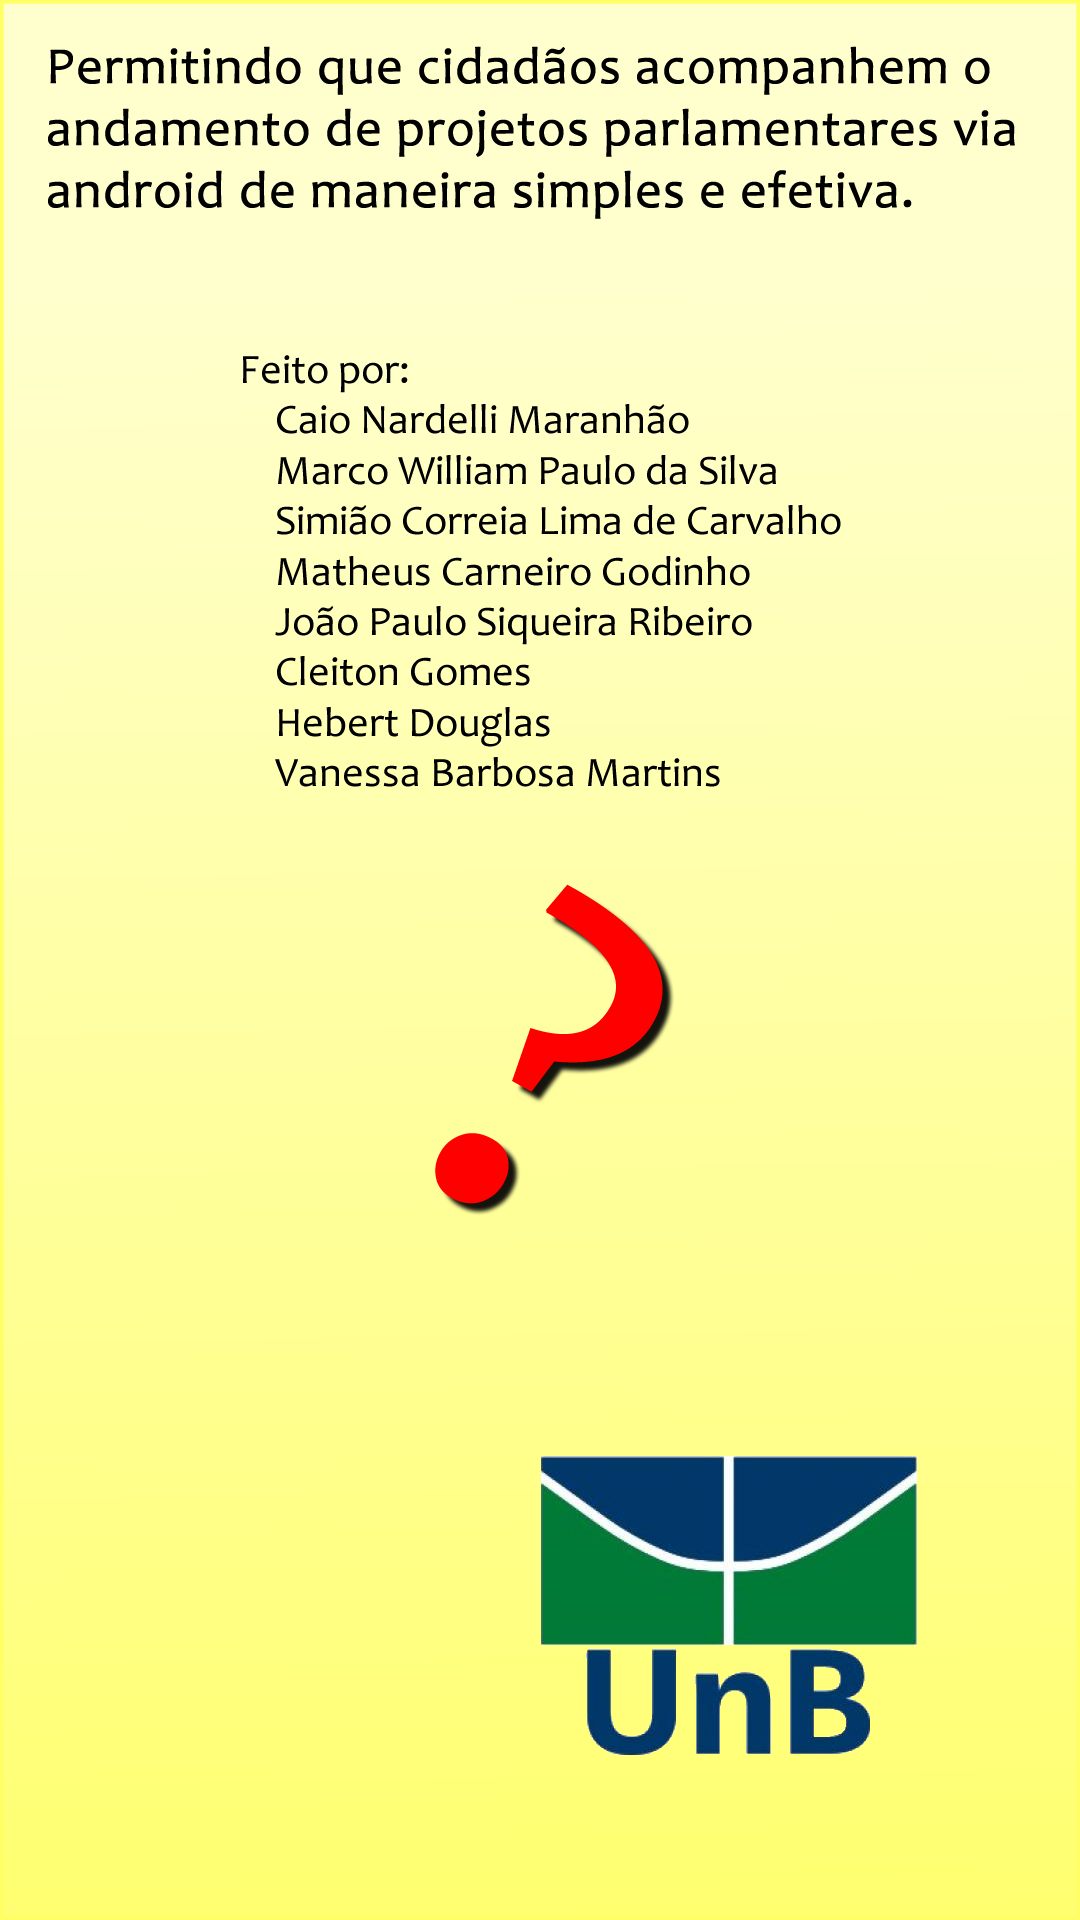 Permitindo que cidadãos acompanhem o
andamento de projetos parlamentares via
android de maneira simples e efetiva.
Feito por:
Caio Nardelli Maranhão
Marco William Paulo da Silva
Simião Correia Lima de Carvalho
Matheus Carneiro Godinho
João Paulo Siqueira Ribeiro
Cleiton Gomes
Hebert Douglas
Vanessa Barbosa Martins
?
UnB